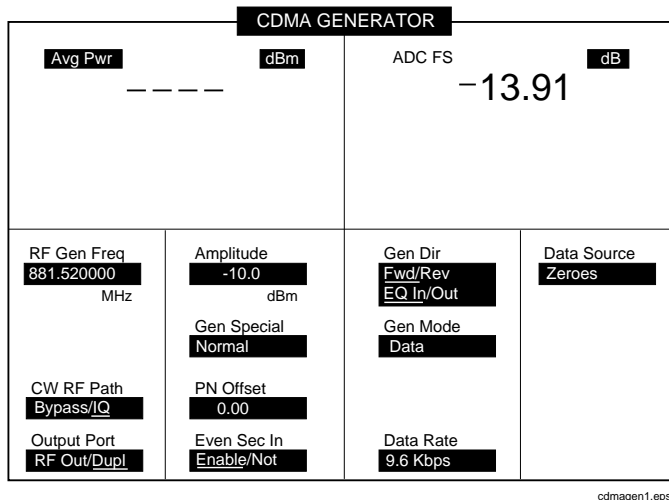 CDMA GENERATOR
Avg Pwr dBm
– – – –
ADC FS dB
-13.91
RF Gen Freq
881.520000
MHz
CW RF Path
Bypass/IQ
Output Port
RF Out/Dupl
Amplitude
-10.0
dBm
Gen Special
Normal
PN Offset
0.00
Even Sec In
Enable/Not
Gen Dir
Fwd/Rev
EQ In/Out
Gen Mode
Data
Data Rate
9.6 Kbps
Data Source
Zeroes
cdmagen1.eps